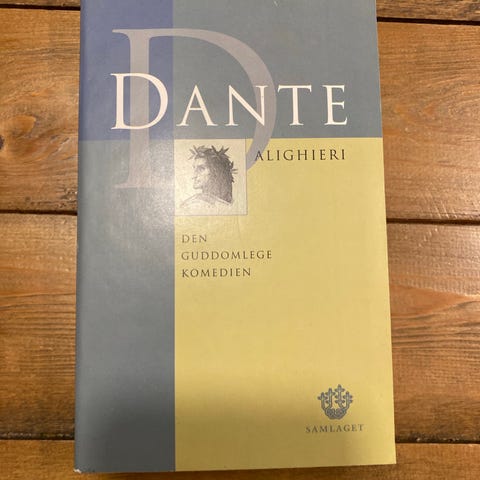 D
DANTE
ALIGHIERI
DEN
GUDDOMLEGE
KOMEDIEN
SAMLAGET